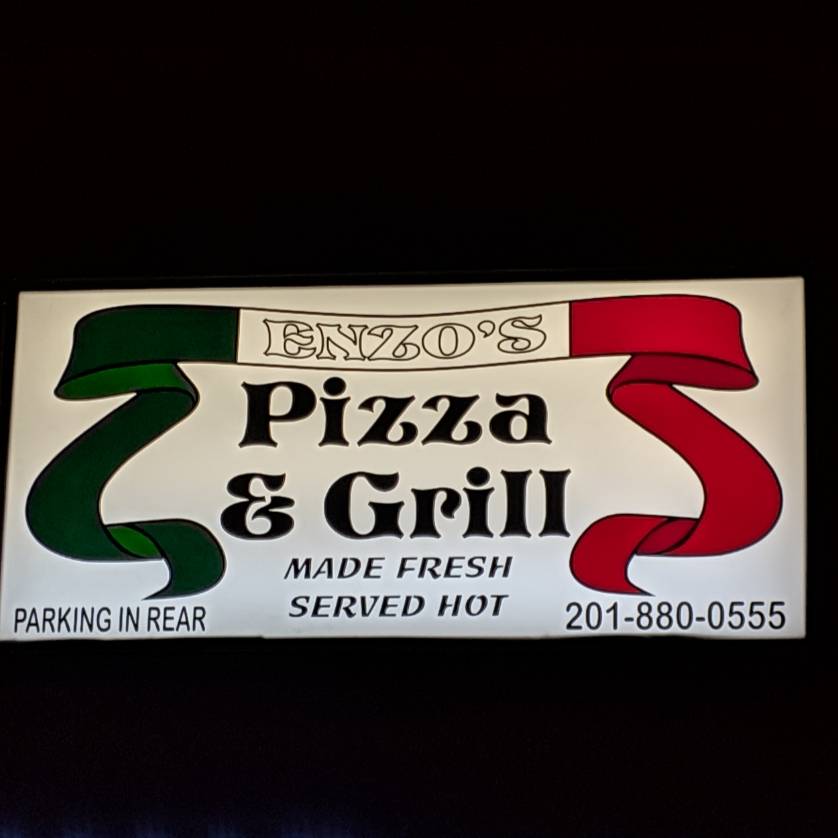 ENZO'S
Pizza
& Grill
MADE FRESH
SERVED HOT
PARKING IN REAR
201-880-0555